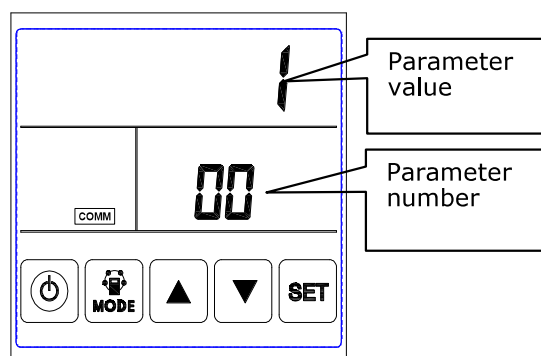 1
Parameter
value
00
Parameter
number
COMM
MODE
SET